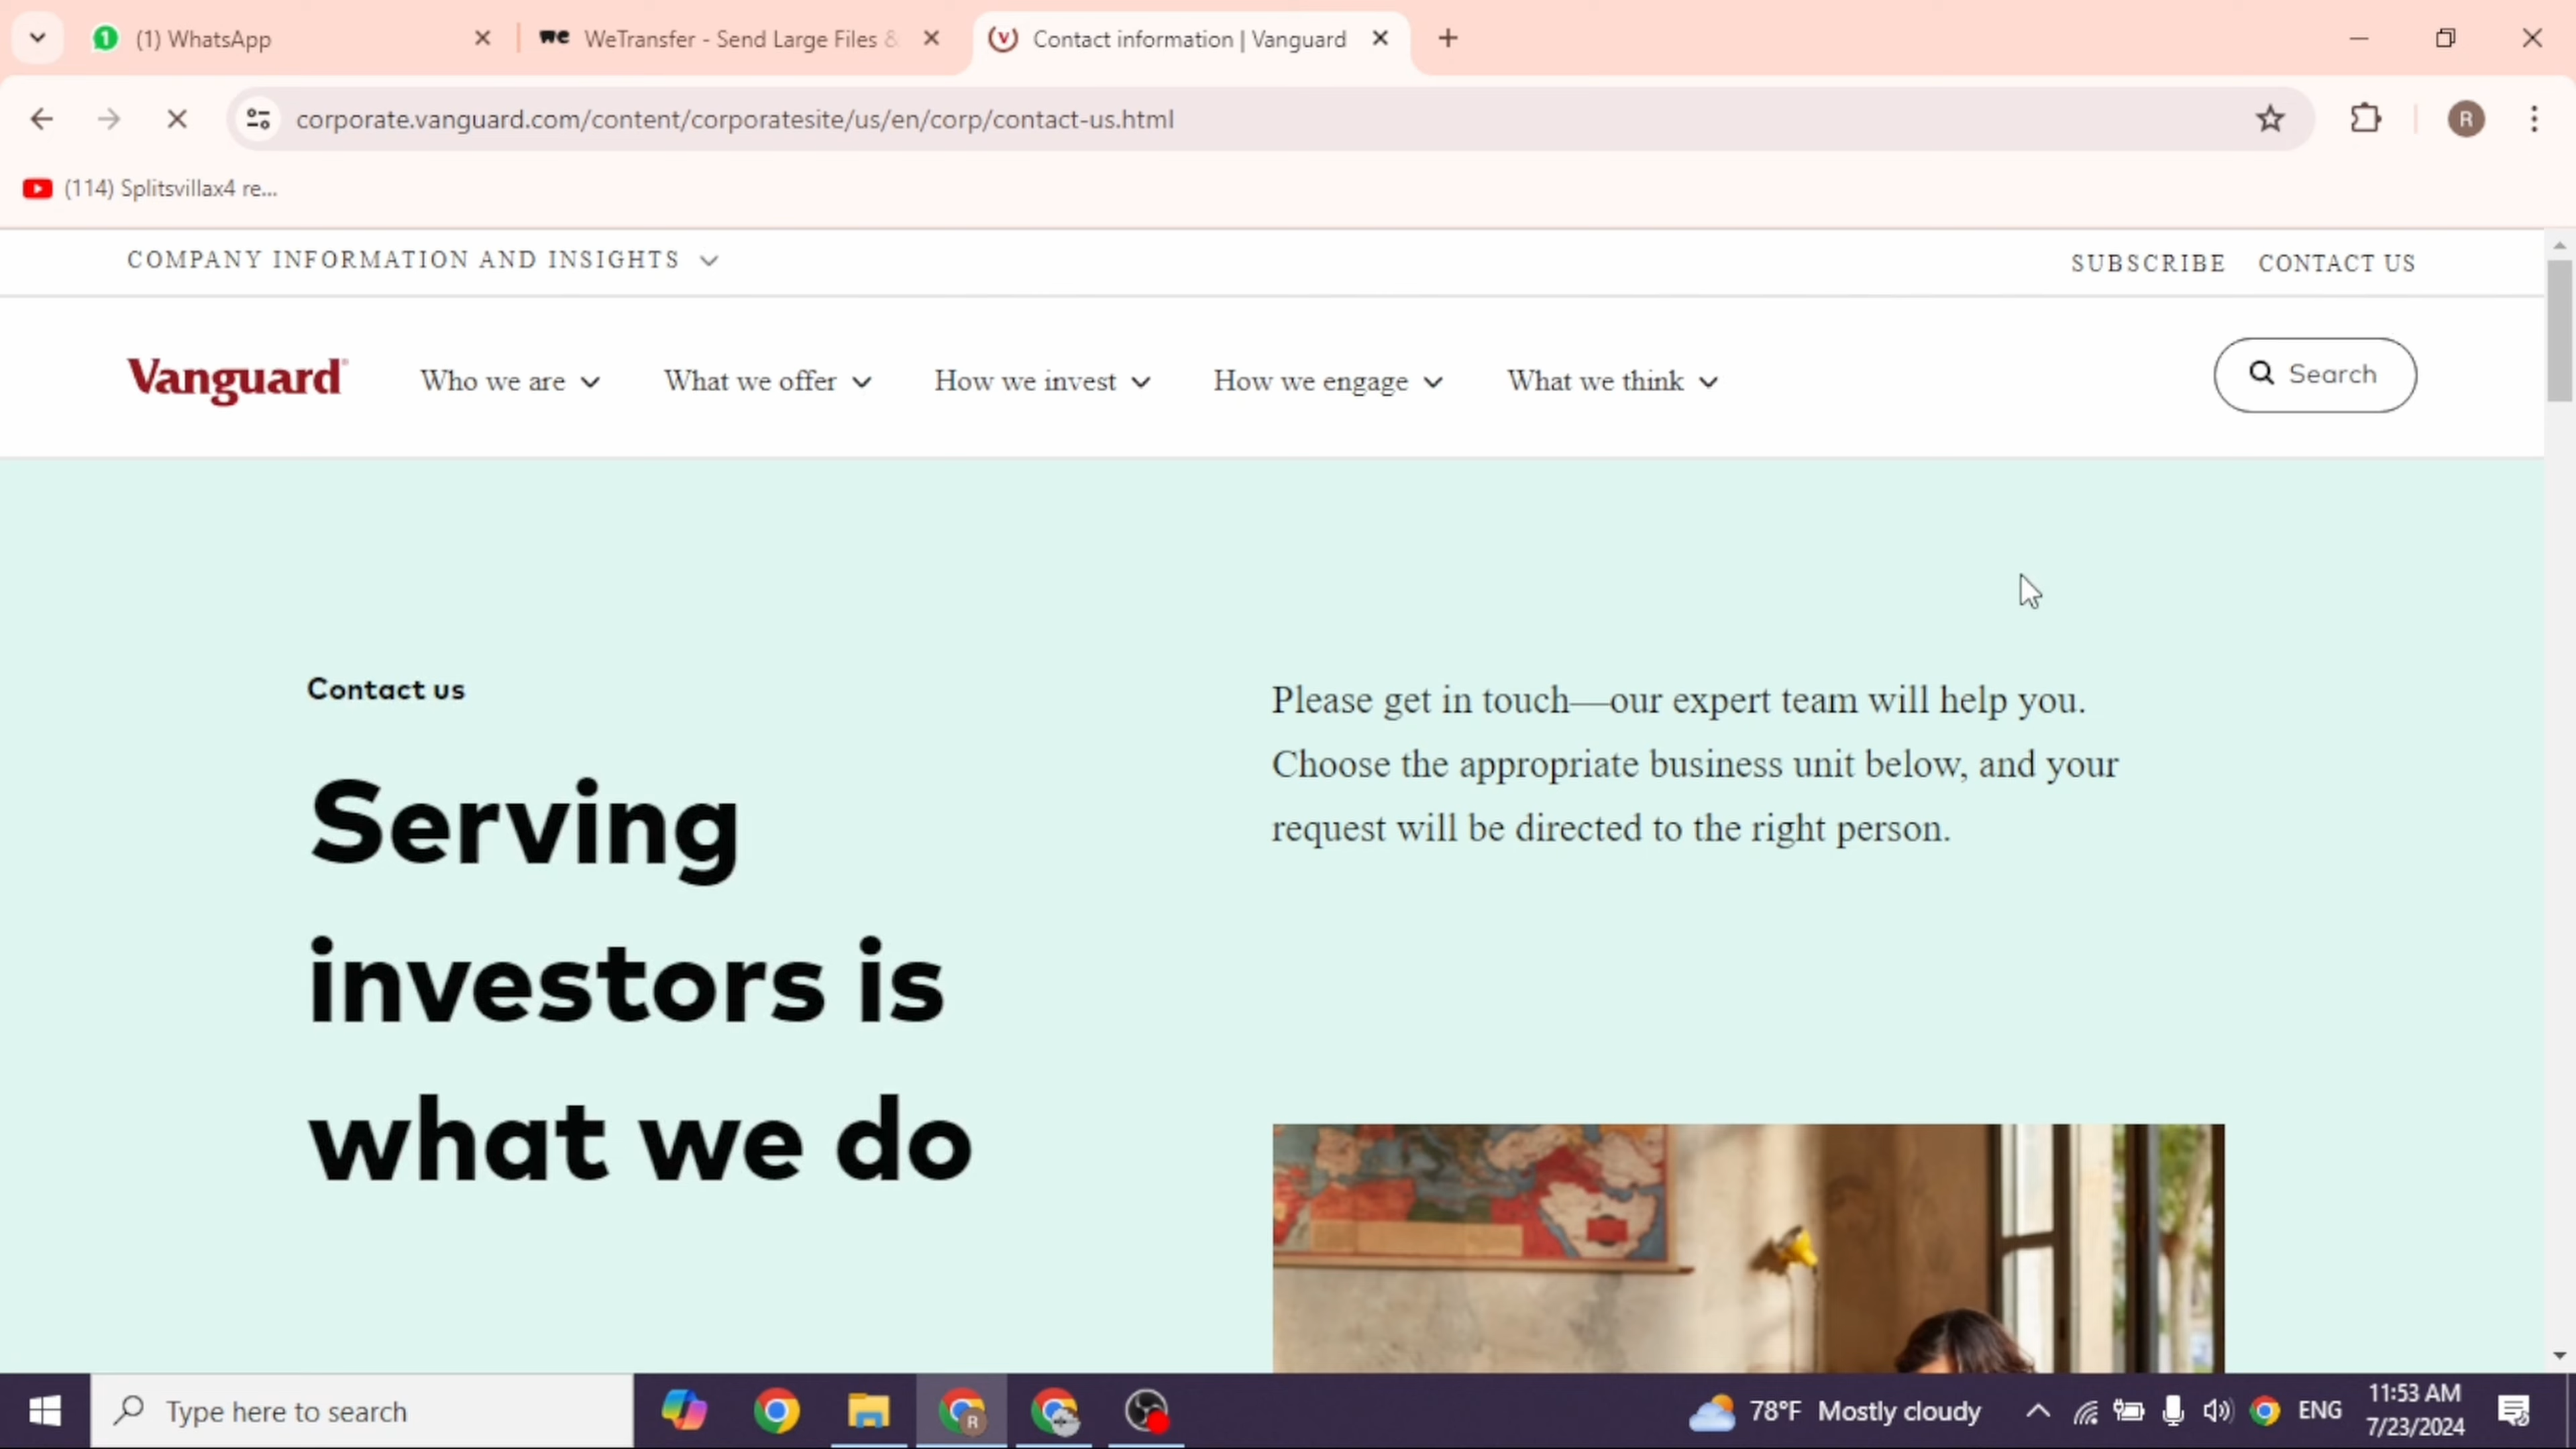 (1) WhatsApp
WeTransfer - Send Large Files &
Contact information | Vanguard
corporate.vanguard.com/content/corporatesite/us/en/corp/contact-us.html
R
(114) Splitsvillax4 re...
COMPANY INFORMATION AND INSIGHTS
SUBSCRIBE CONTACT US
Vanguard
Who we are
What we offer
How we invest
How we engage
What we think
Search
Contact us
Serving
investors is
what we do
Please get in touch—our expert team will help you.
Choose the appropriate business unit below, and your
request will be directed to the right person.
Type here to search
R
78°F Mostly cloudy
ENG
11:53 AM
7/23/2024